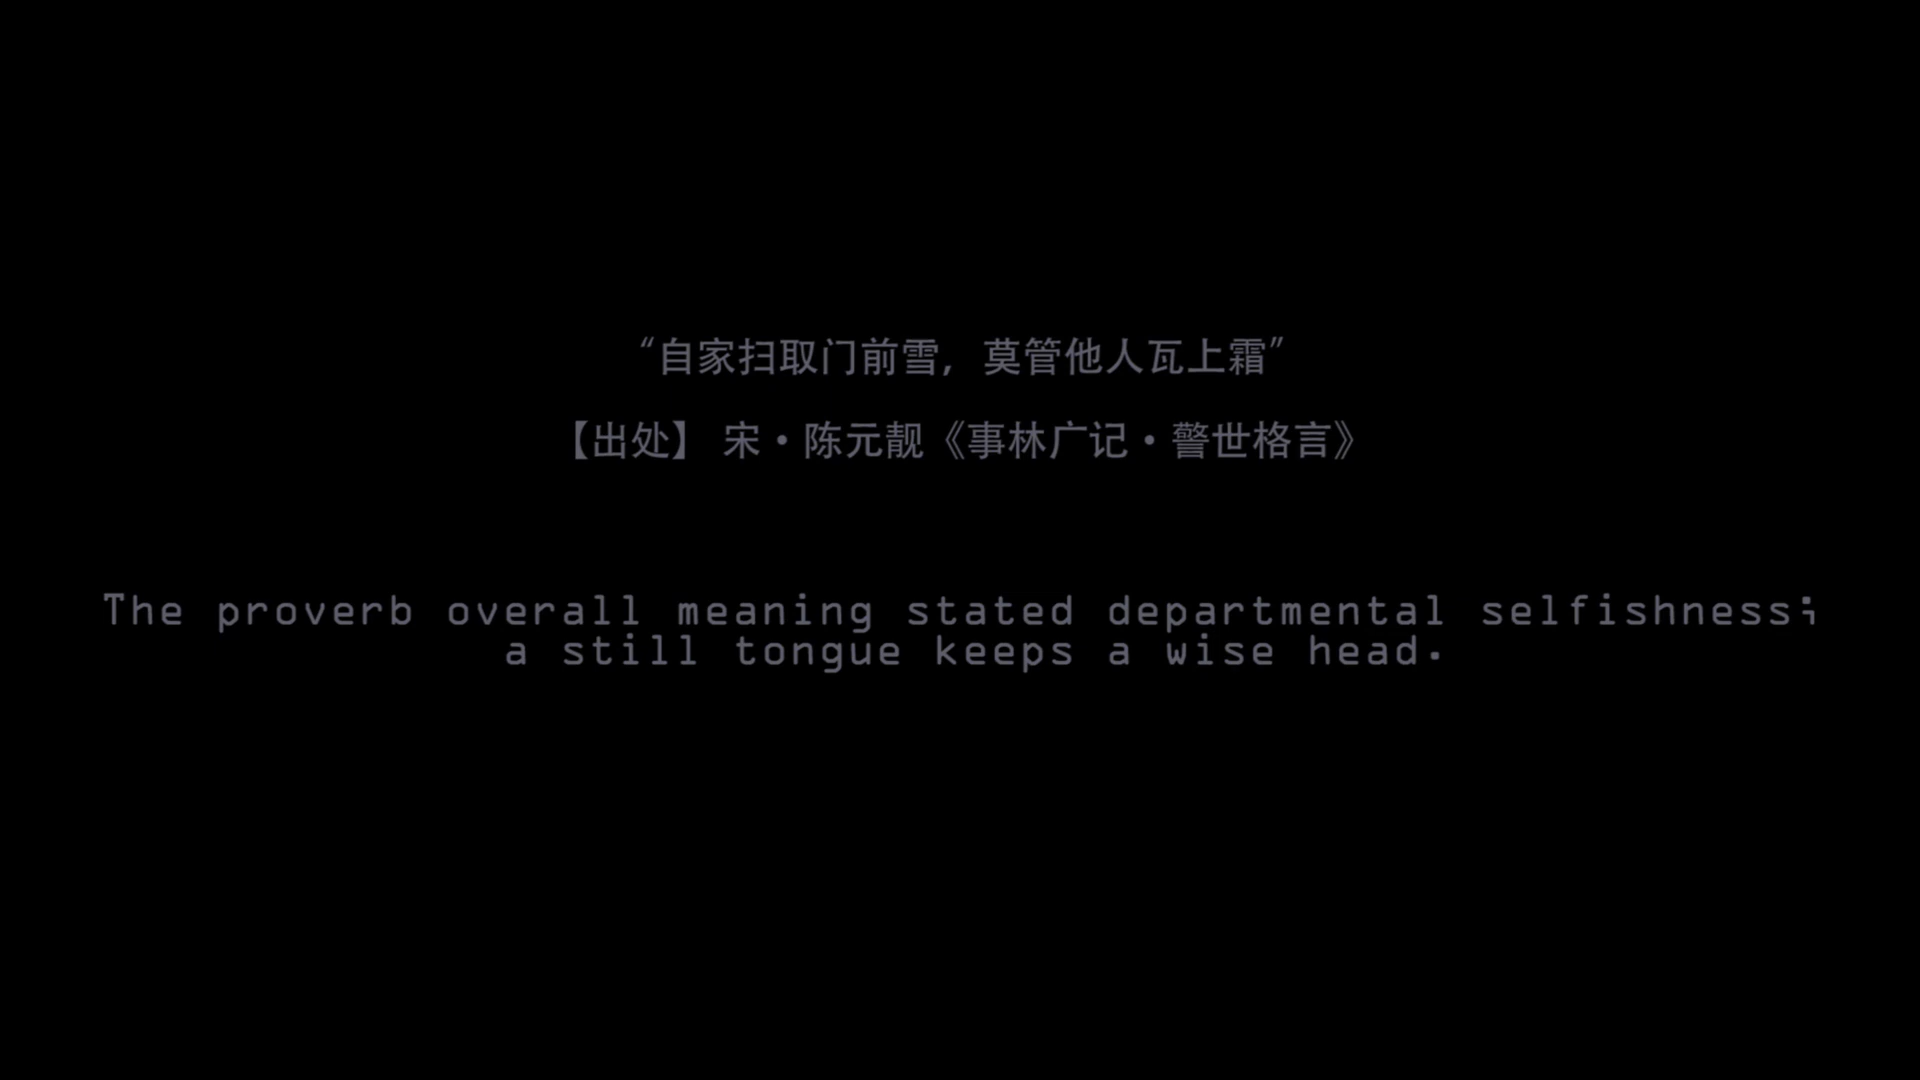 “自家扫取门前雪，莫管他人瓦上霜”
【出处】 宋·陈元靓《事林广记·警世格言》
The proverb overall meaning stated departmental selfishness;
a still tongue keeps a wise head.